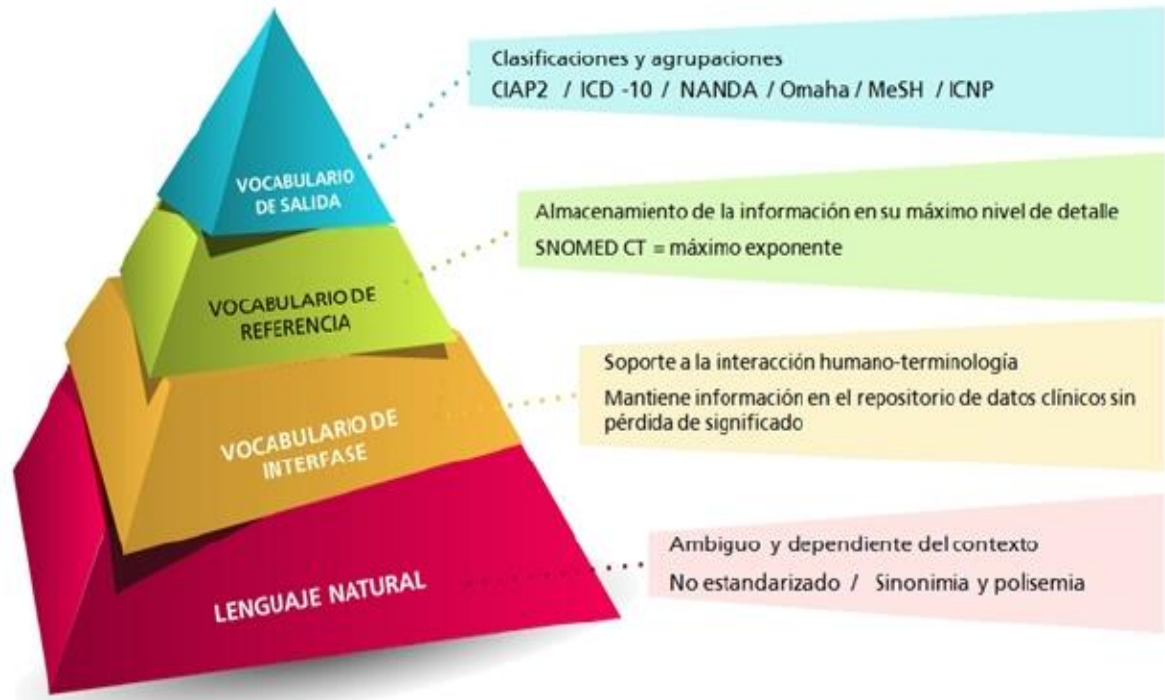 Clasificaciones y agrupaciones
CIAP2 / ICD -10 / NANDA / Omaha / MeSH / ICNP
VOCABULARIO
DE SALIDA
Almacenamiento de la información en su máximo nivel de detalle
SNOMED CT = máximo exponente
VOCABULARIO DE
REFERENCIA
Soporte a la interacción humano-terminología
Mantiene información en el repositorio de datos clínicos sin
pérdida de significado
VOCABULARIO DE
INTERFASE
Ambiguo y dependiente del contexto
No estandarizado / Sinonimia y polisemia
LENGUAJE NATURAL